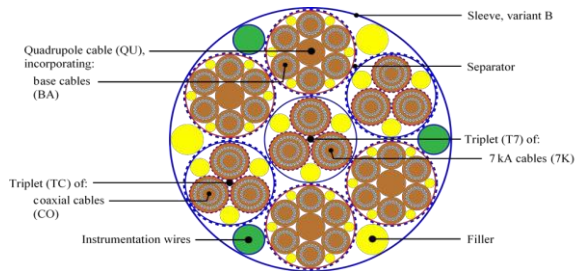 Sleeve, variant B
Quadrupole cable (QU),
incorporating:
base cables
(BA)
Separator
Triplet (T7) of:
7 kA cables (7K)
Triplet (TC) of:
coaxial cables
(CO)
Instrumentation wires
Filler